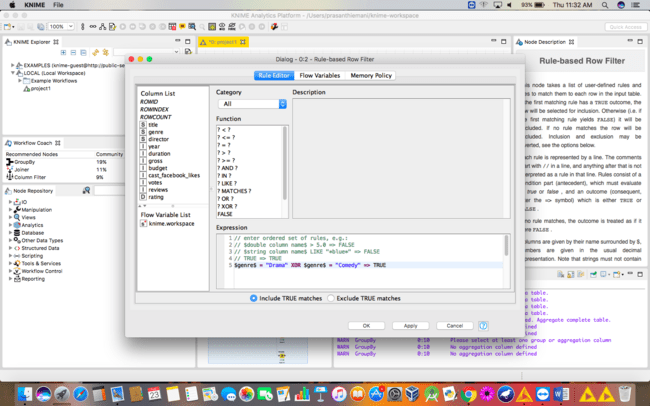 KNIME File
93%
Thu 11:32 AM
KNIME Analytics Platform - /Users/prasanthiemani/knime-workspace
100%
Quick Access
KNIME Explorer
*6: project1
Node Description
EXAMPLES (knime-guest@http://public-se
LOCAL (Local Workspace)
Example Workflows
project1
Workflow Coach
Recommended Nodes Community
GroupBy 19%
Joiner 11%
Column Filter 9%
Node Repository
IO
Manipulation
Views
Analytics
Database
Other Data Types
Structured Data
Scripting
Tools & Services
Workflow Control
Reporting
Dialog - 0:2 - Rule-based Row Filter
Rule Editor Flow Variables Memory Policy
Column List
ROWID
ROWINDEX
ROWCOUNT
S title
S genre
S director
I year
I duration
I gross
I budget
I cast_facebook_likes
I votes
I reviews
D rating
Flow Variable List
s knime.workspace
Category
All
Function
? < ?
? <= ?
? = ?
? > ?
? >= ?
? AND ?
? IN ?
? LIKE ?
? MATCHES ?
? OR ?
? XOR ?
FALSE
Description
Expression
1 // enter ordered set of rules, e.g.:
2 // $double column name$ > 5.0 => FALSE
3 // $string column name$ LIKE "*blue*" => FALSE
4 // TRUE => TRUE
5 $genre$ = "Drama" XOR $genre$ = "Comedy" => TRUE
Include TRUE matches Exclude TRUE matches
OK Apply Cancel ?
Rule-based Row Filter
his node takes a list of user-defined rules and
es to match them to each row in the input table.
the first matching rule has a TRUE outcome, the
w will be selected for inclusion. Otherwise (i.e. if
e first matching rule yields FALSE) it will be
cluded. If no rule matches the row will be
cluded. Inclusion and exclusion may be
verted, see the options below.
ach rule is represented by a line. The comments
art with // in a line, and anything after that is not
erpreted as a rule in that line. Rules consist of a
ndition part (antecedent), which must evaluate
true or false, and an outcome (consequent,
ter the => symbol) which is either TRUE or
FALSE.
no rule matches, the outcome is treated as if it
ere FALSE.
olumns are given by their name surrounded by $,
mbers are given in the usual decimal
presentation. Note that strings must not contain
te table.
te table.
te table.
te table.
d. Aggregate complete table.
efined
efined
WARN GroupBy 0:10 Please select at least one group or aggregation column
WARN GroupBy 0:10 No aggregation column defined
WARN GroupBy 0:10 No aggregation column defined